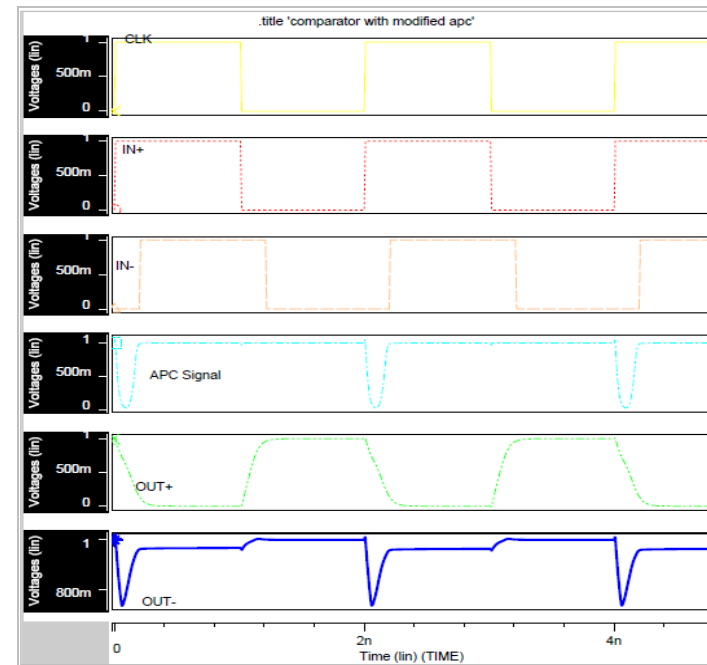 .title 'comparator with modified apc'
Voltages (lin)
1
500m
0
CLK
Voltages (lin)
1
500m
0
IN+
Voltages (lin)
1
500m
0
IN-
Voltages (lin)
1
500m
0
APC Signal
Voltages (lin)
1
500m
0
OUT+
Voltages (lin)
1
800m
OUT-
0 2n 4n
Time (lin) (TIME)